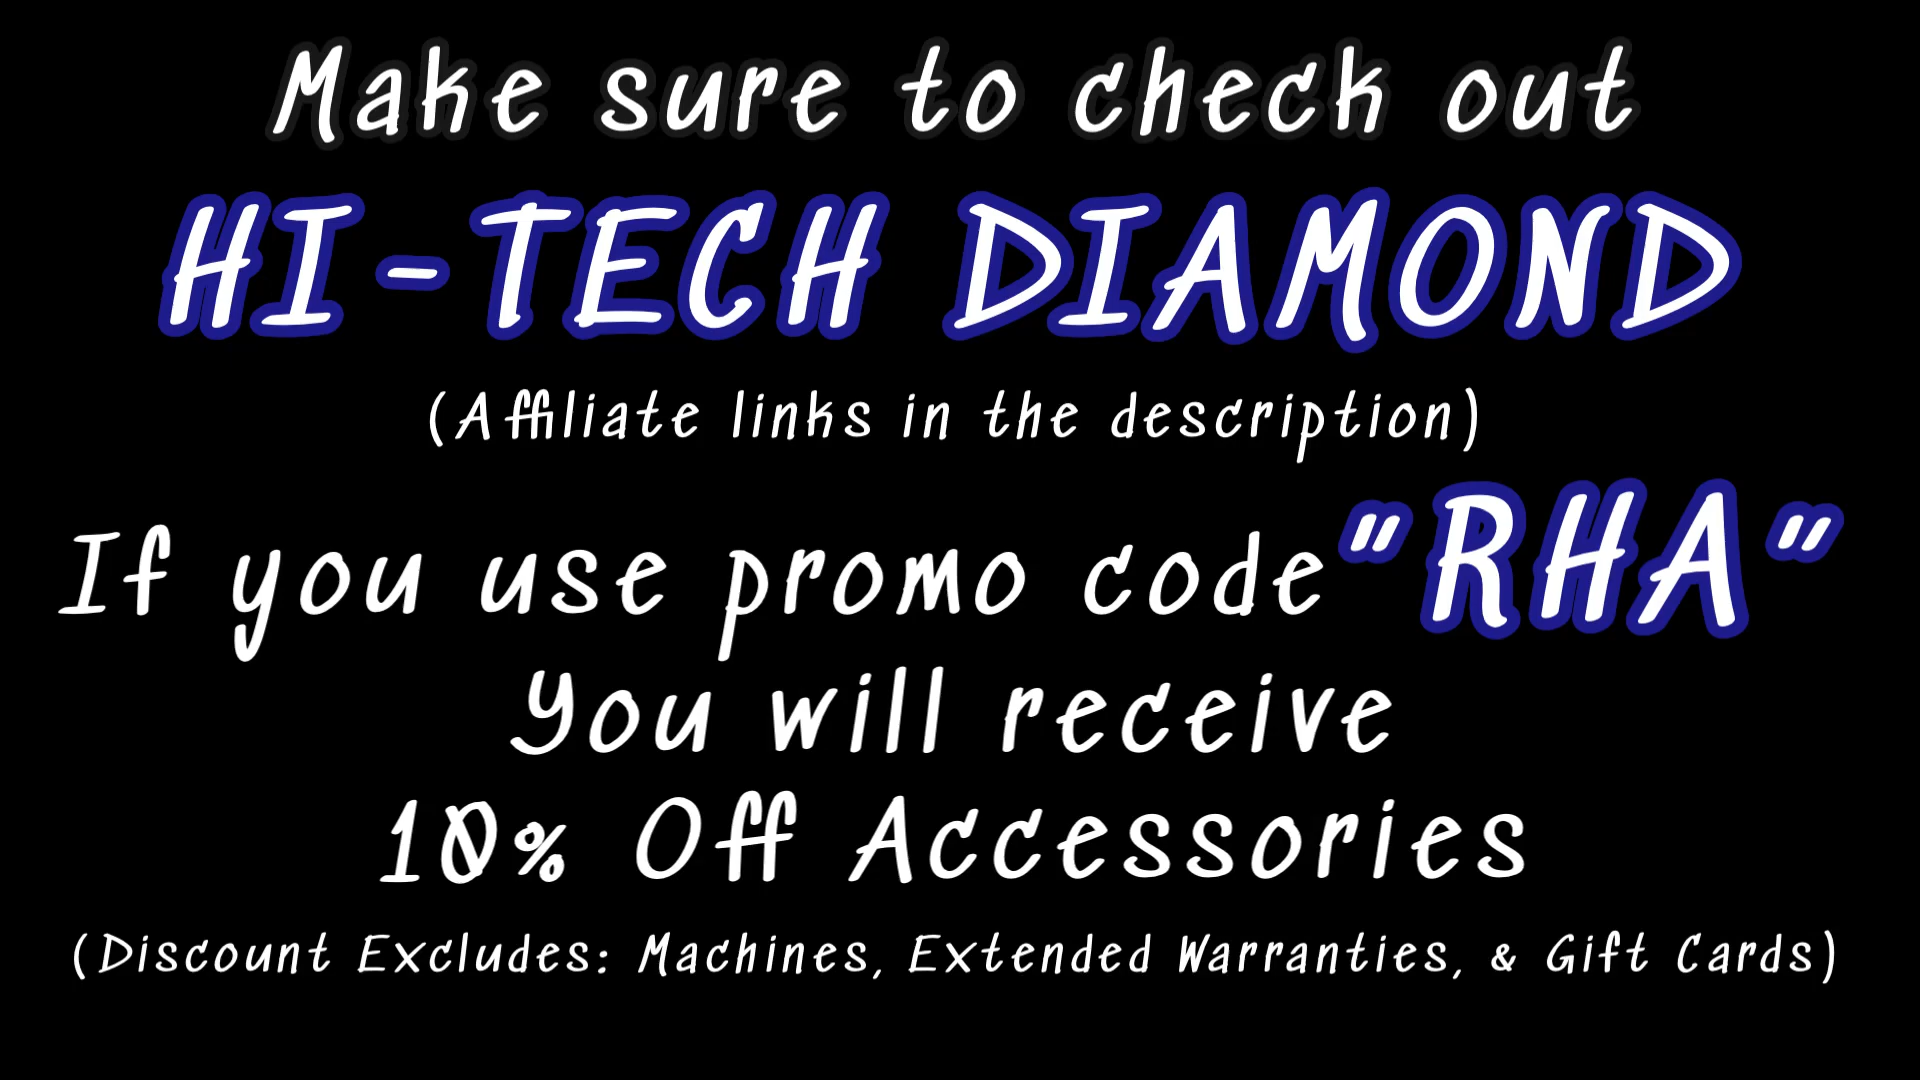 Make sure to check out
HI-TECH DIAMOND
(Affiliate links in the description)
If you use promo code "RHA"
You will receive
10% Off Accessories
(Discount Excludes: Machines, Extended Warranties, & Gift Cards)